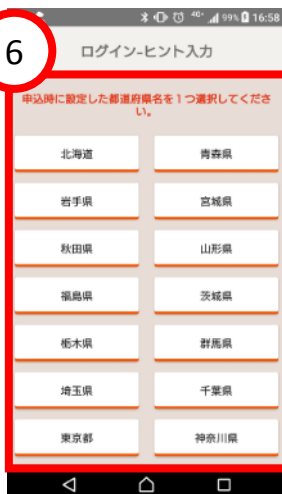 40+ 99% 16:58
6
ログイン-ヒント入力
申込時に設定した都道府県名を1つ選択してくださ
い。
北海道 青森県
岩手県 宮城県
秋田県 山形県
福島県 茨城県
栃木県 群馬県
埼玉県 千葉県
東京都 神奈川県